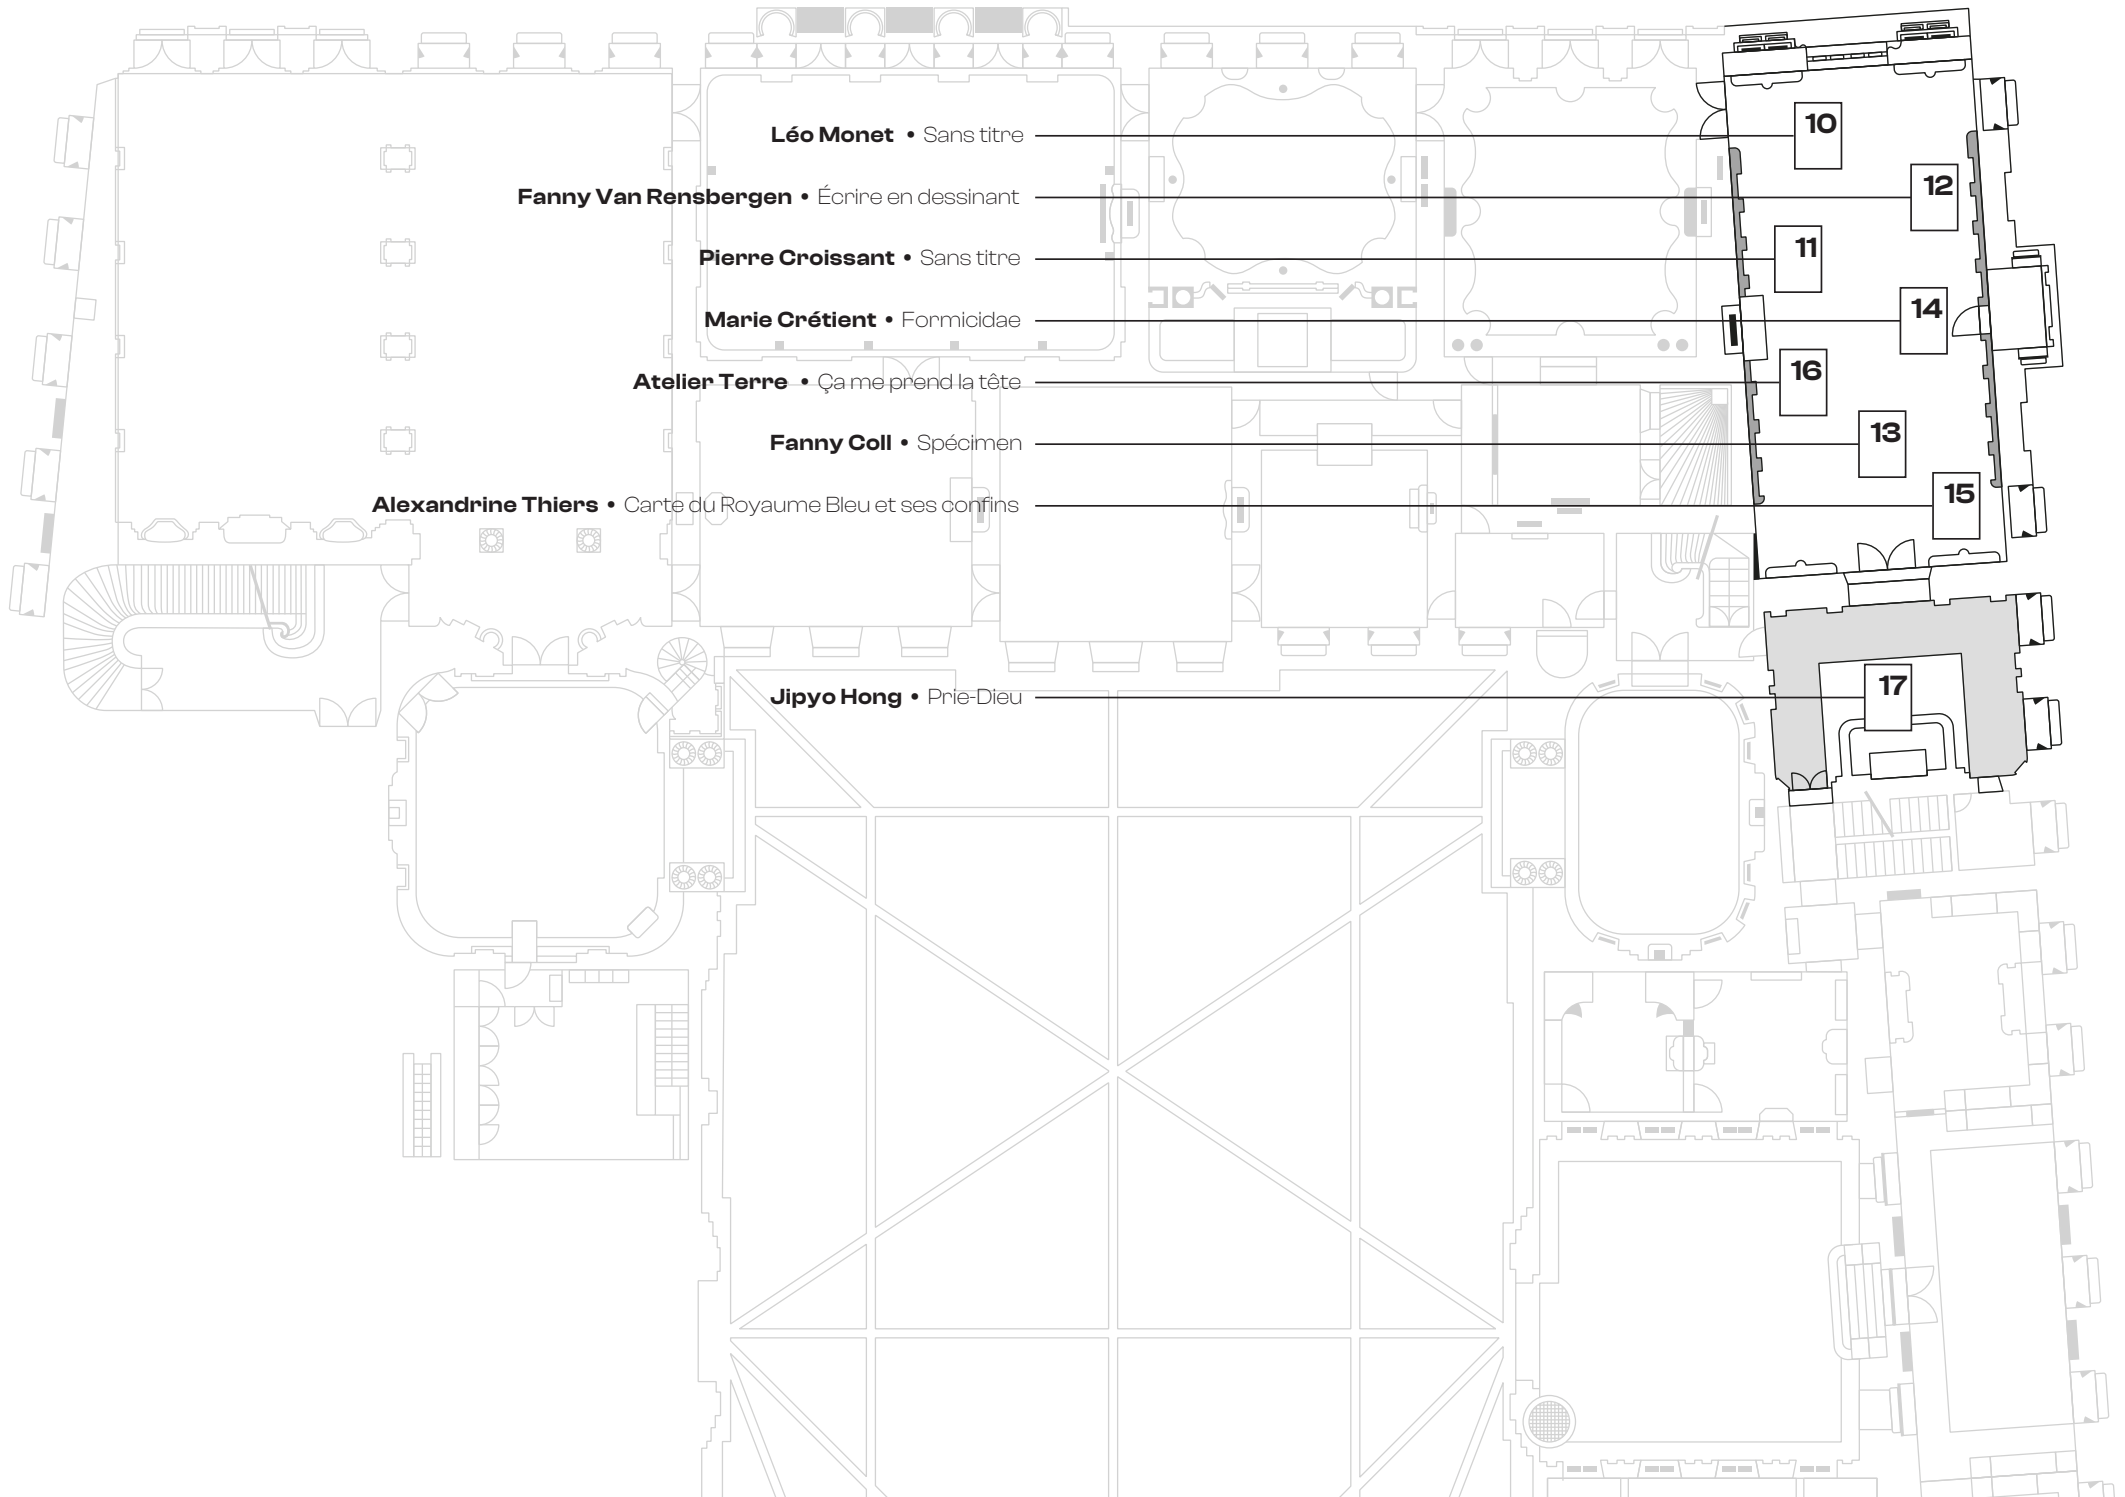 Léo Monet • Sans titre 10
Fanny Van Rensbergen • Écrire en dessinant 12
Pierre Croissant • Sans titre 11
Marie Crétient • Formicidae 14
Atelier Terre • Ça me prend la tête 16
Fanny Coll • Spécimen 13
Alexandrine Thiers • Carte du Royaume Bleu et ses confins 15
Jipyo Hong • Prie-Dieu 17